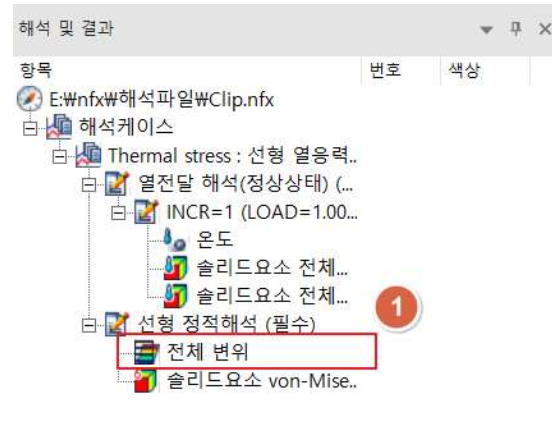 해석 및 결과
항목 번호 색상
E:₩nfx₩해석파일₩Clip.nfx
해석케이스
Thermal stress : 선형 열응력..
열전달 해석(정상상태) (...
INCR=1 (LOAD=1.00...
온도
솔리드요소 전체...
솔리드요소 전체...
1
선형 정적해석 (필수)
전체 변위
솔리드요소 von-Mise..